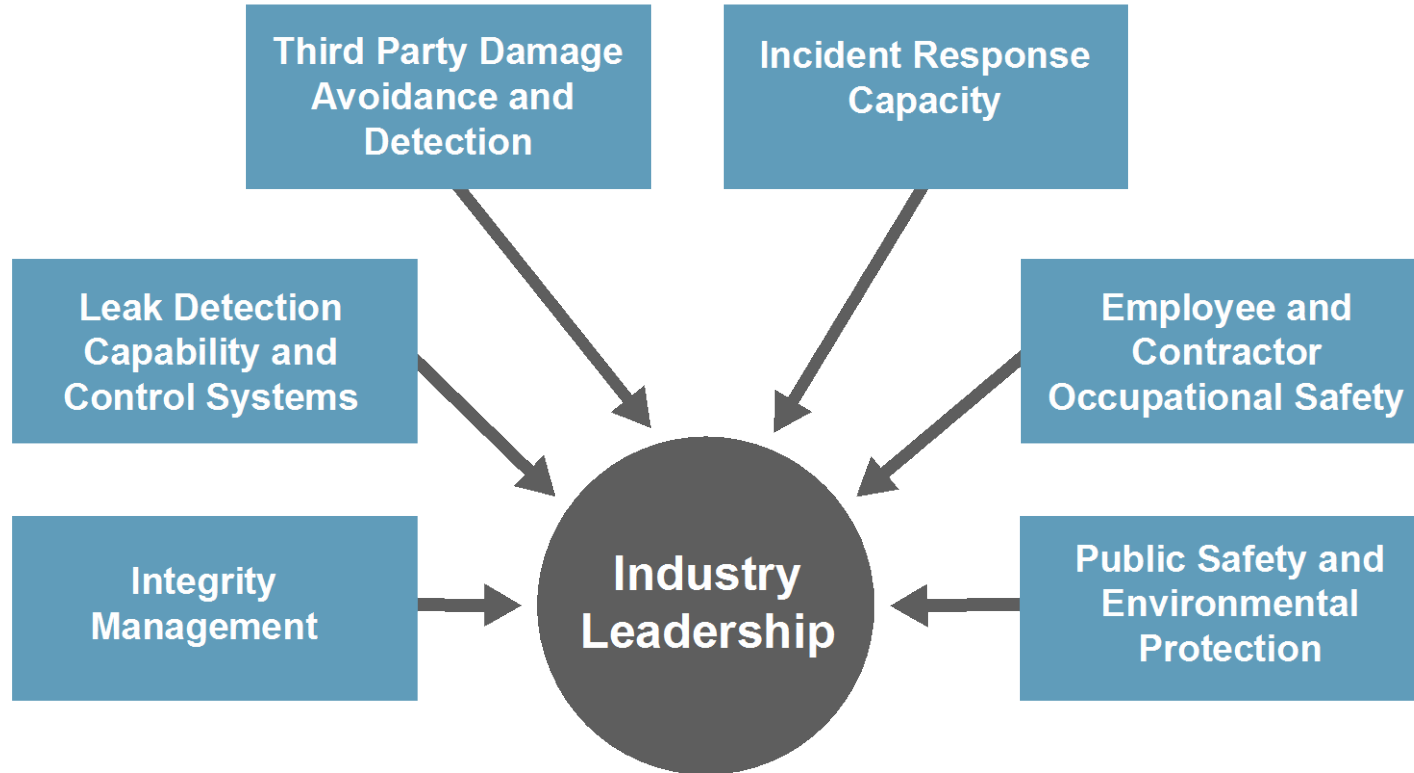 Third Party Damage
Avoidance and
Detection
Incident Response
Capacity
Leak Detection
Capability and
Control Systems
Employee and
Contractor
Occupational Safety
Integrity
Management
Industry
Leadership
Public Safety and
Environmental
Protection